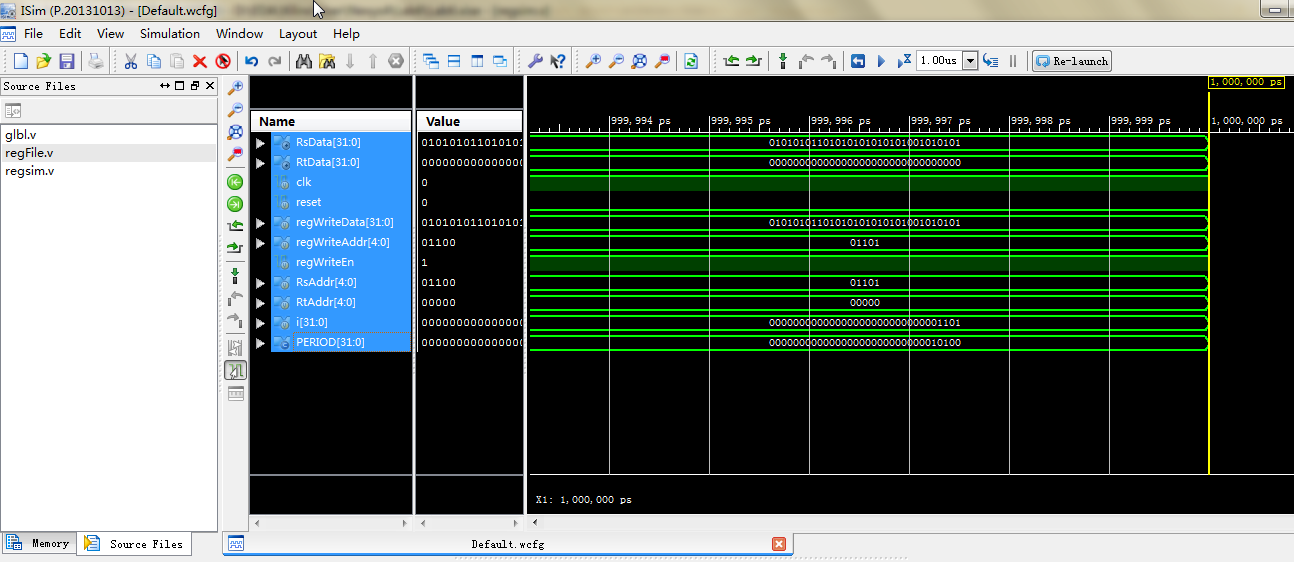 ISim (P.20131013) - [Default.wcfg]
File Edit View Simulation Window Layout Help
1.00us Re-launch
Source Files
glbl.v
regFile.v
regsim.v
Memory Source Files
Name Value
RsData[31:0] 0101010110101010
RtData[31:0] 0000000000000000
clk 0
reset 0
regWriteData[31:0] 0101010110101010
regWriteAddr[4:0] 01100
regWriteEn 1
RsAddr[4:0] 01100
RtAddr[4:0] 00000
i[31:0] 0000000000000000
PERIOD[31:0] 0000000000000000
1,000,000 ps
999,994 ps 999,995 ps 999,996 ps 999,997 ps 999,998 ps 999,999 ps 1,000,000 ps
01010101101010101010101001010101
00000000000000000000000000000000
01010101101010101010101001010101
01101
01101
00000
00000000000000000000000000001101
00000000000000000000000000010100
X1: 1,000,000 ps
Default.wcfg